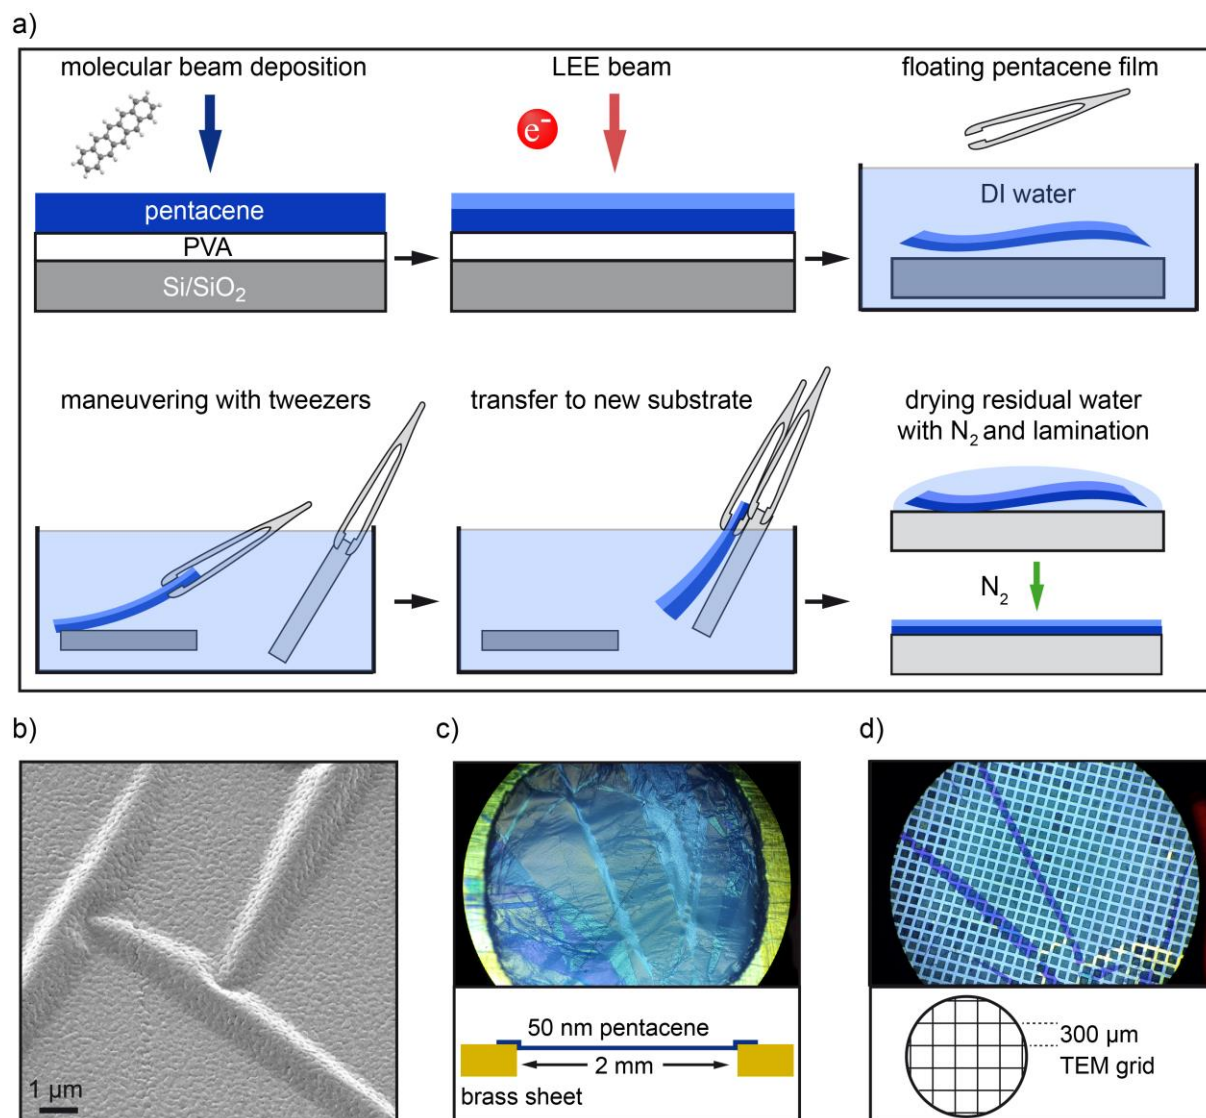 a)
molecular beam deposition
LEE beam
floating pentacene film
e⁻
DI water
pentacene
PVA
Si/SiO₂
maneuvering with tweezers
transfer to new substrate
drying residual water
with N₂ and lamination
N₂
b)
c)
d)
1 µm
50 nm pentacene
2 mm
brass sheet
300 µm
TEM grid